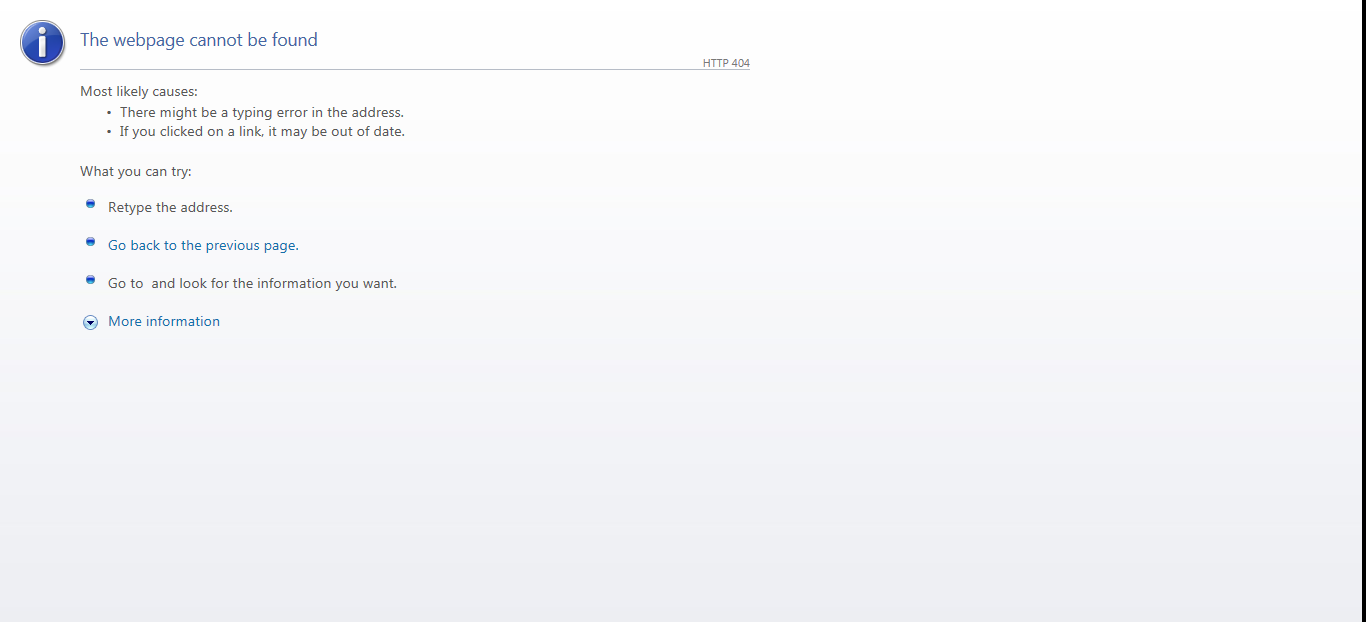 The webpage cannot be found
HTTP 404
Most likely causes:
• There might be a typing error in the address.
• If you clicked on a link, it may be out of date.
What you can try:
Retype the address.
Go back to the previous page.
Go to  and look for the information you want.
More information